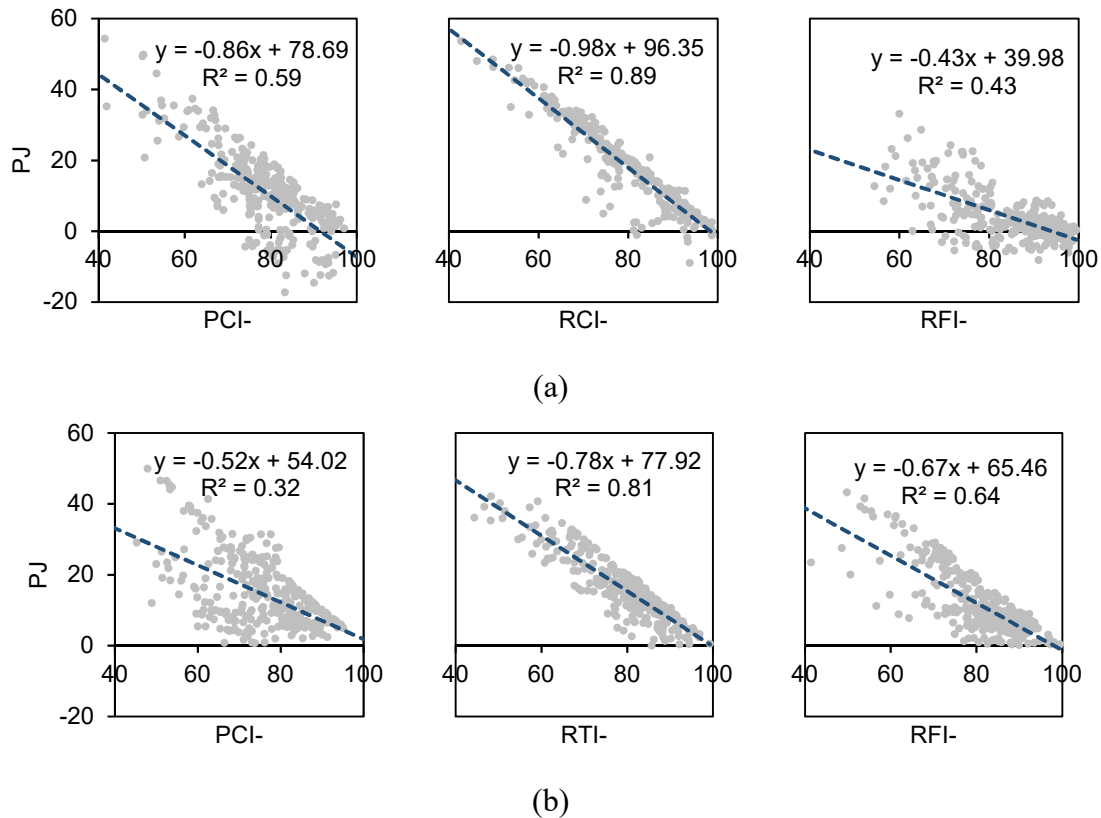 60
40
20
0
-20
PJ
y = -0.86x + 78.69
R² = 0.59
40 60 80 100
PCI-
y = -0.98x + 96.35
R² = 0.89
40 60 80 100
RCI-
y = -0.43x + 39.98
R² = 0.43
40 60 80 100
RFI-
(a)
60
40
20
0
-20
PJ
y = -0.52x + 54.02
R² = 0.32
40 60 80 100
PCI-
y = -0.78x + 77.92
R² = 0.81
40 60 80 100
RTI-
y = -0.67x + 65.46
R² = 0.64
40 60 80 100
RFI-
(b)